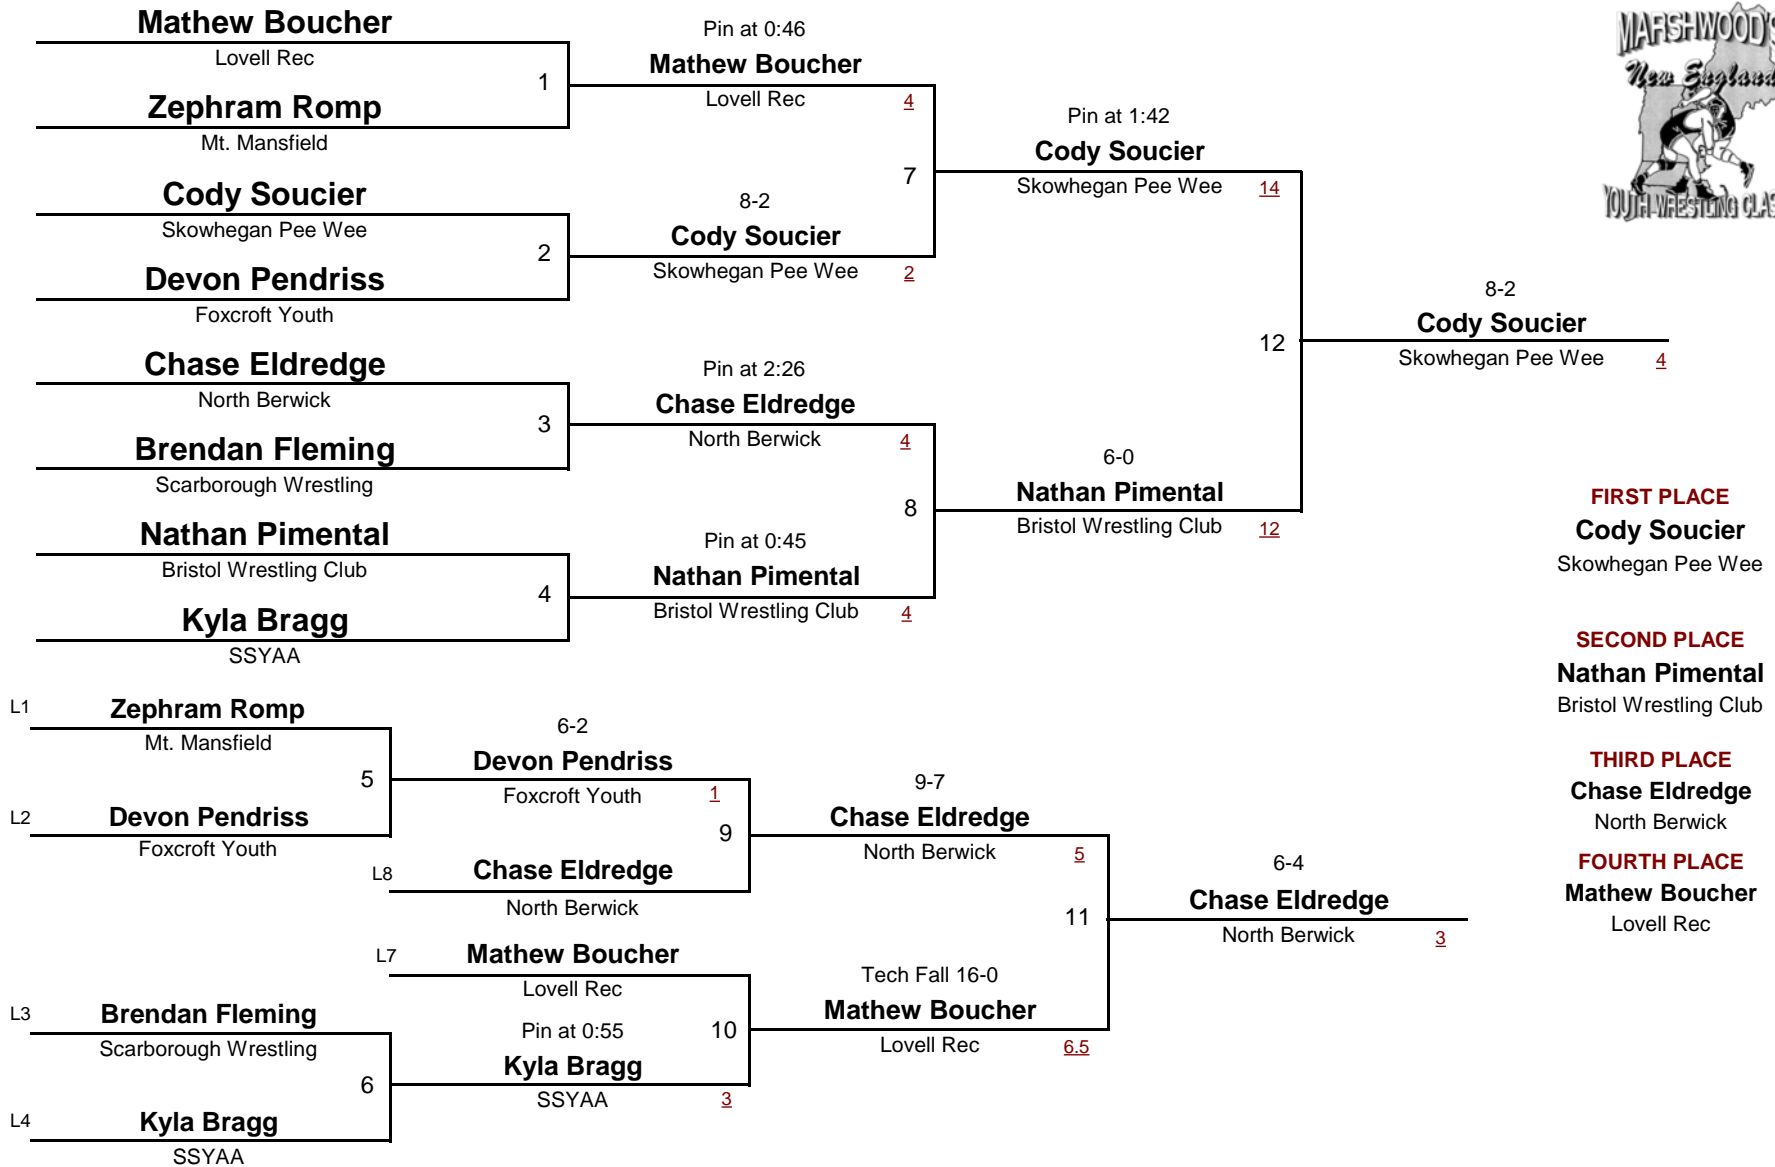 Mathew Boucher
Lovell Rec
1
Zephram Romp
Mt. Mansfield
Cody Soucier
Skowhegan Pee Wee
2
Devon Pendriss
Foxcroft Youth
Chase Eldredge
North Berwick
3
Brendan Fleming
Scarborough Wrestling
Nathan Pimental
Bristol Wrestling Club
4
Kyla Bragg
SSYAA
Pin at 0:46
Mathew Boucher
Lovell Rec 4
7
8-2
Cody Soucier
Skowhegan Pee Wee 2
Pin at 2:26
Chase Eldredge
North Berwick 4
8
Pin at 0:45
Nathan Pimental
Bristol Wrestling Club 4
Pin at 1:42
Cody Soucier
Skowhegan Pee Wee 14
12
6-0
Nathan Pimental
Bristol Wrestling Club 12
8-2
Cody Soucier
Skowhegan Pee Wee 4
MARSHWOOD'S
New England
YOUTH WRESTLING CLAS
FIRST PLACE
Cody Soucier
Skowhegan Pee Wee
SECOND PLACE
Nathan Pimental
Bristol Wrestling Club
THIRD PLACE
Chase Eldredge
North Berwick
FOURTH PLACE
Mathew Boucher
Lovell Rec
L1 Zephram Romp
Mt. Mansfield
5
L2 Devon Pendriss
Foxcroft Youth
6-2
Devon Pendriss
Foxcroft Youth 1
9
L8 Chase Eldredge
North Berwick
L7 Mathew Boucher
Lovell Rec
10
L3 Brendan Fleming
Scarborough Wrestling
6
L4 Kyla Bragg
SSYAA
Pin at 0:55
Kyla Bragg
SSYAA 3
9-7
Chase Eldredge
North Berwick 5
11
Tech Fall 16-0
Mathew Boucher
Lovell Rec 6.5
6-4
Chase Eldredge
North Berwick 3